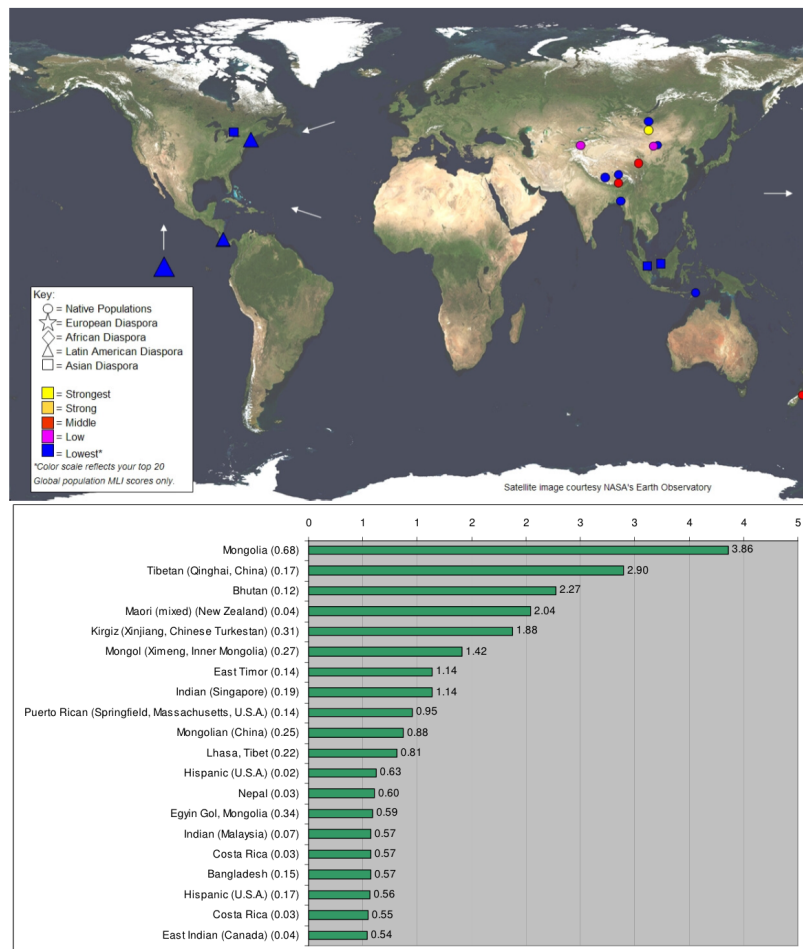 Key:
= Native Populations
= European Diaspora
= African Diaspora
= Latin American Diaspora
= Asian Diaspora
= Strongest
= Strong
= Middle
= Low
= Lowest*
*Color scale reflects your top 20
Global population MLI scores only.
Satellite image courtesy NASA's Earth Observatory
0 1 1 2 2 3 3 4 4 5
Mongolia (0.68) 3.86
Tibetan (Qinghai, China) (0.17) 2.90
Bhutan (0.12) 2.27
Maori (mixed) (New Zealand) (0.04) 2.04
Kirgiz (Xinjiang, Chinese Turkestan) (0.31) 1.88
Mongol (Ximeng, Inner Mongolia) (0.27) 1.42
East Timor (0.14) 1.14
Indian (Singapore) (0.19) 1.14
Puerto Rican (Springfield, Massachusetts, U.S.A.) (0.14) 0.95
Mongolian (China) (0.25) 0.88
Lhasa, Tibet (0.22) 0.81
Hispanic (U.S.A.) (0.02) 0.63
Nepal (0.03) 0.60
Egyin Gol, Mongolia (0.34) 0.59
Indian (Malaysia) (0.07) 0.57
Costa Rica (0.03) 0.57
Bangladesh (0.15) 0.57
Hispanic (U.S.A.) (0.17) 0.56
Costa Rica (0.03) 0.55
East Indian (Canada) (0.04) 0.54